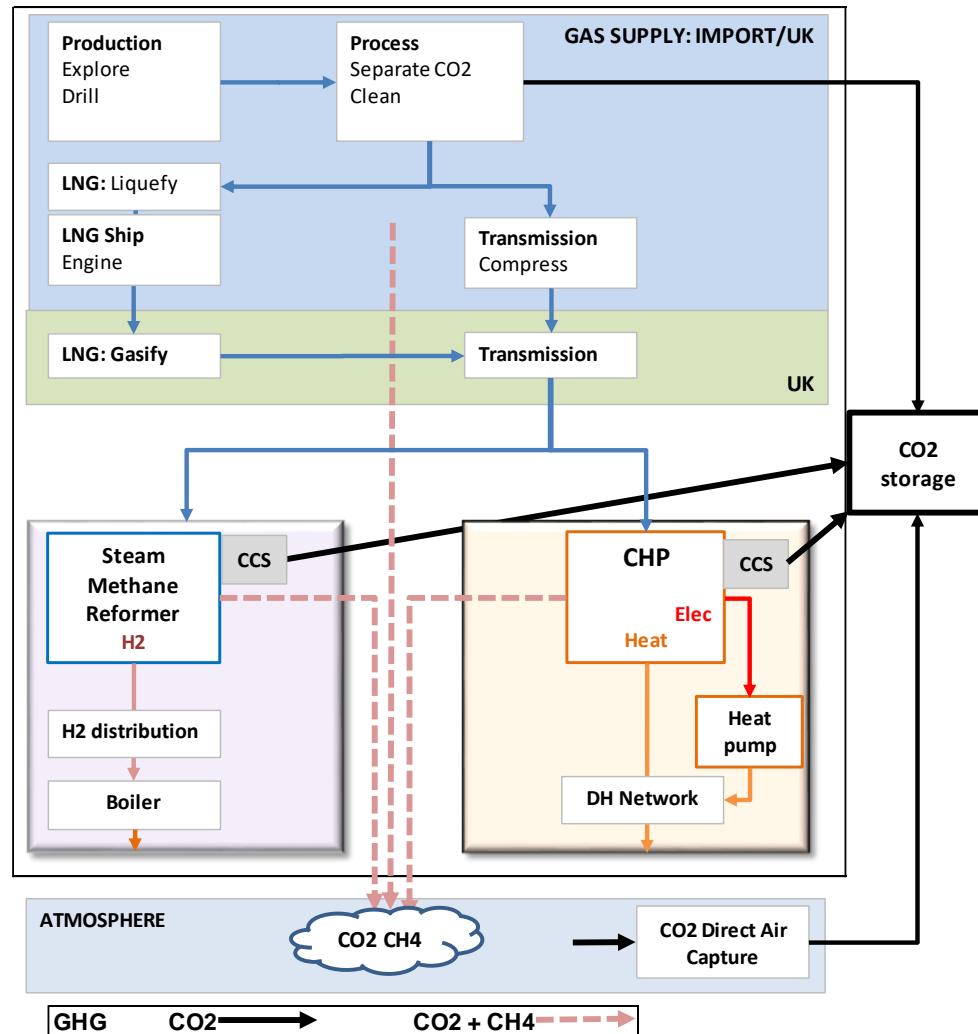 GAS SUPPLY: IMPORT/UK
Production
Explore
Drill
Process
Separate CO2
Clean
LNG: Liquefy
LNG Ship
Engine
Transmission
Compress
LNG: Gasify
Transmission
UK
CO2
storage
Steam
Methane
Reformer
H2
CCS
H2 distribution
Boiler
CHP
CCS
Elec
Heat
Heat
pump
DH Network
ATMOSPHERE
CO2 CH4
CO2 Direct Air
Capture
GHG CO2 CO2 + CH4